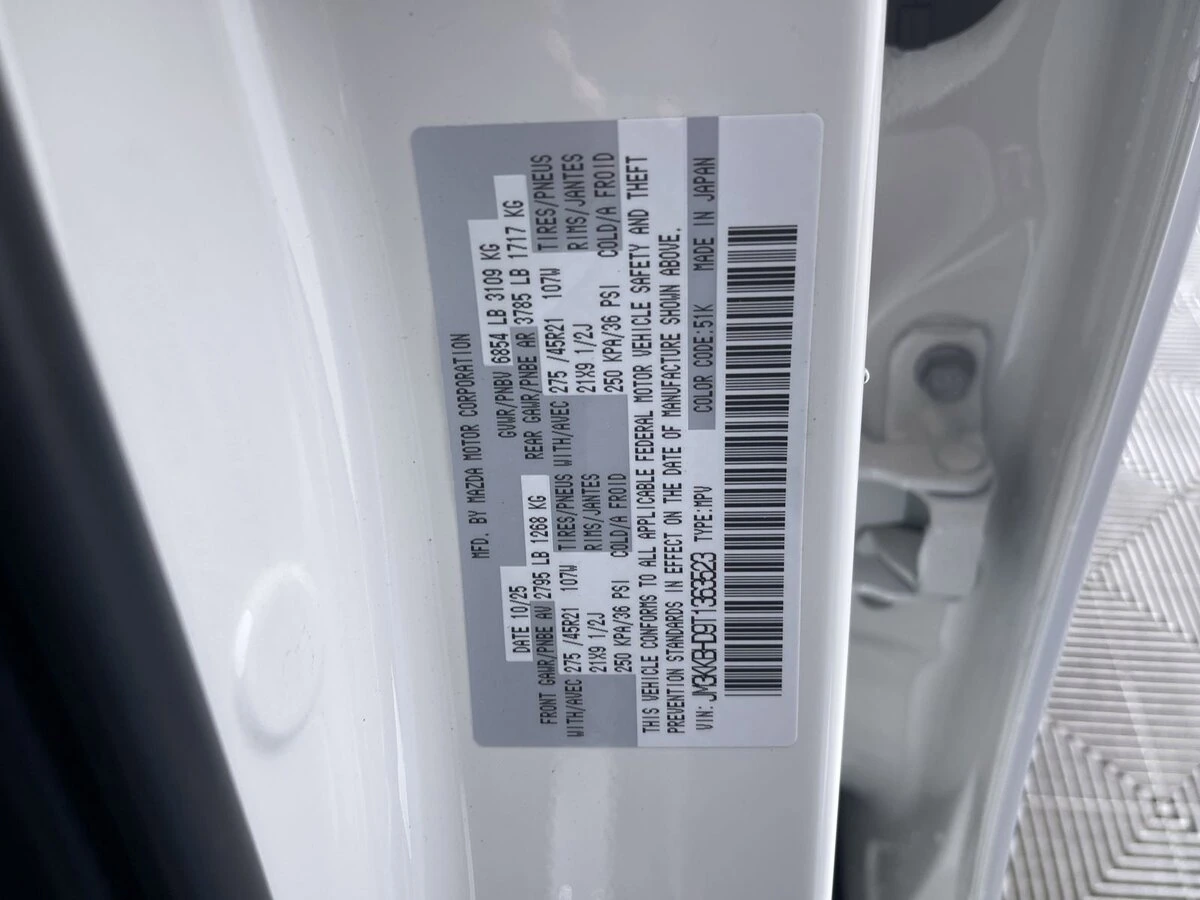 MFD. BY MAZDA MOTOR CORPORATION
DATE 10/25 GVWR/PNBV 6854 LB 3109 KG
FRONT GAWR/PNBE AV 2795 LB 1268 KG REAR GAWR/PNBE AR 3785 LB 1717 KG
WITH/AVEC 275 /45R21 107W TIRES/PNEUS WITH/AVEC 275 /45R21 107W TIRES/PNEUS
21X9 1/2J RIMS/JANTES 21X9 1/2J RIMS/JANTES
250 KPA/36 PSI COLD/A FROID 250 KPA/36 PSI COLD/A FROID
THIS VEHICLE CONFORMS TO ALL APPLICABLE FEDERAL MOTOR VEHICLE SAFETY AND THEFT
PREVENTION STANDARDS IN EFFECT ON THE DATE OF MANUFACTURE SHOWN ABOVE.
VIN: JM3KKBHD9T1363523 TYPE:MPV COLOR CODE:51K MADE IN JAPAN